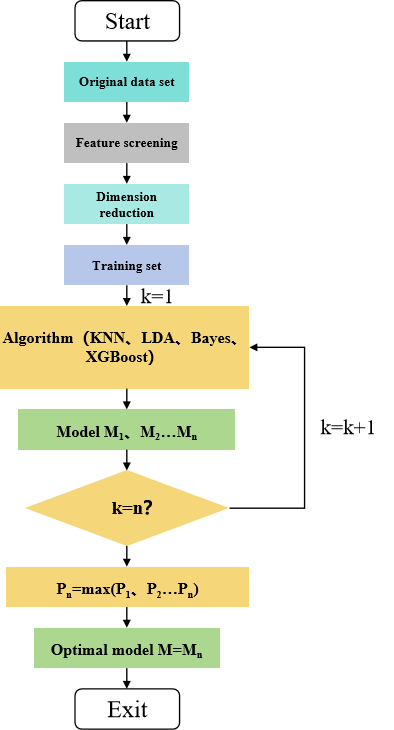 Start
Original data set
Feature screening
Dimension
reduction
Training set
k=1
Algorithm（KNN、LDA、Bayes、
XGBoost）
Model M₁、M₂…Mₙ
k=k+1
k=n？
Pₙ=max(P₁、P₂…Pₙ)
Optimal model M=Mₙ
Exit